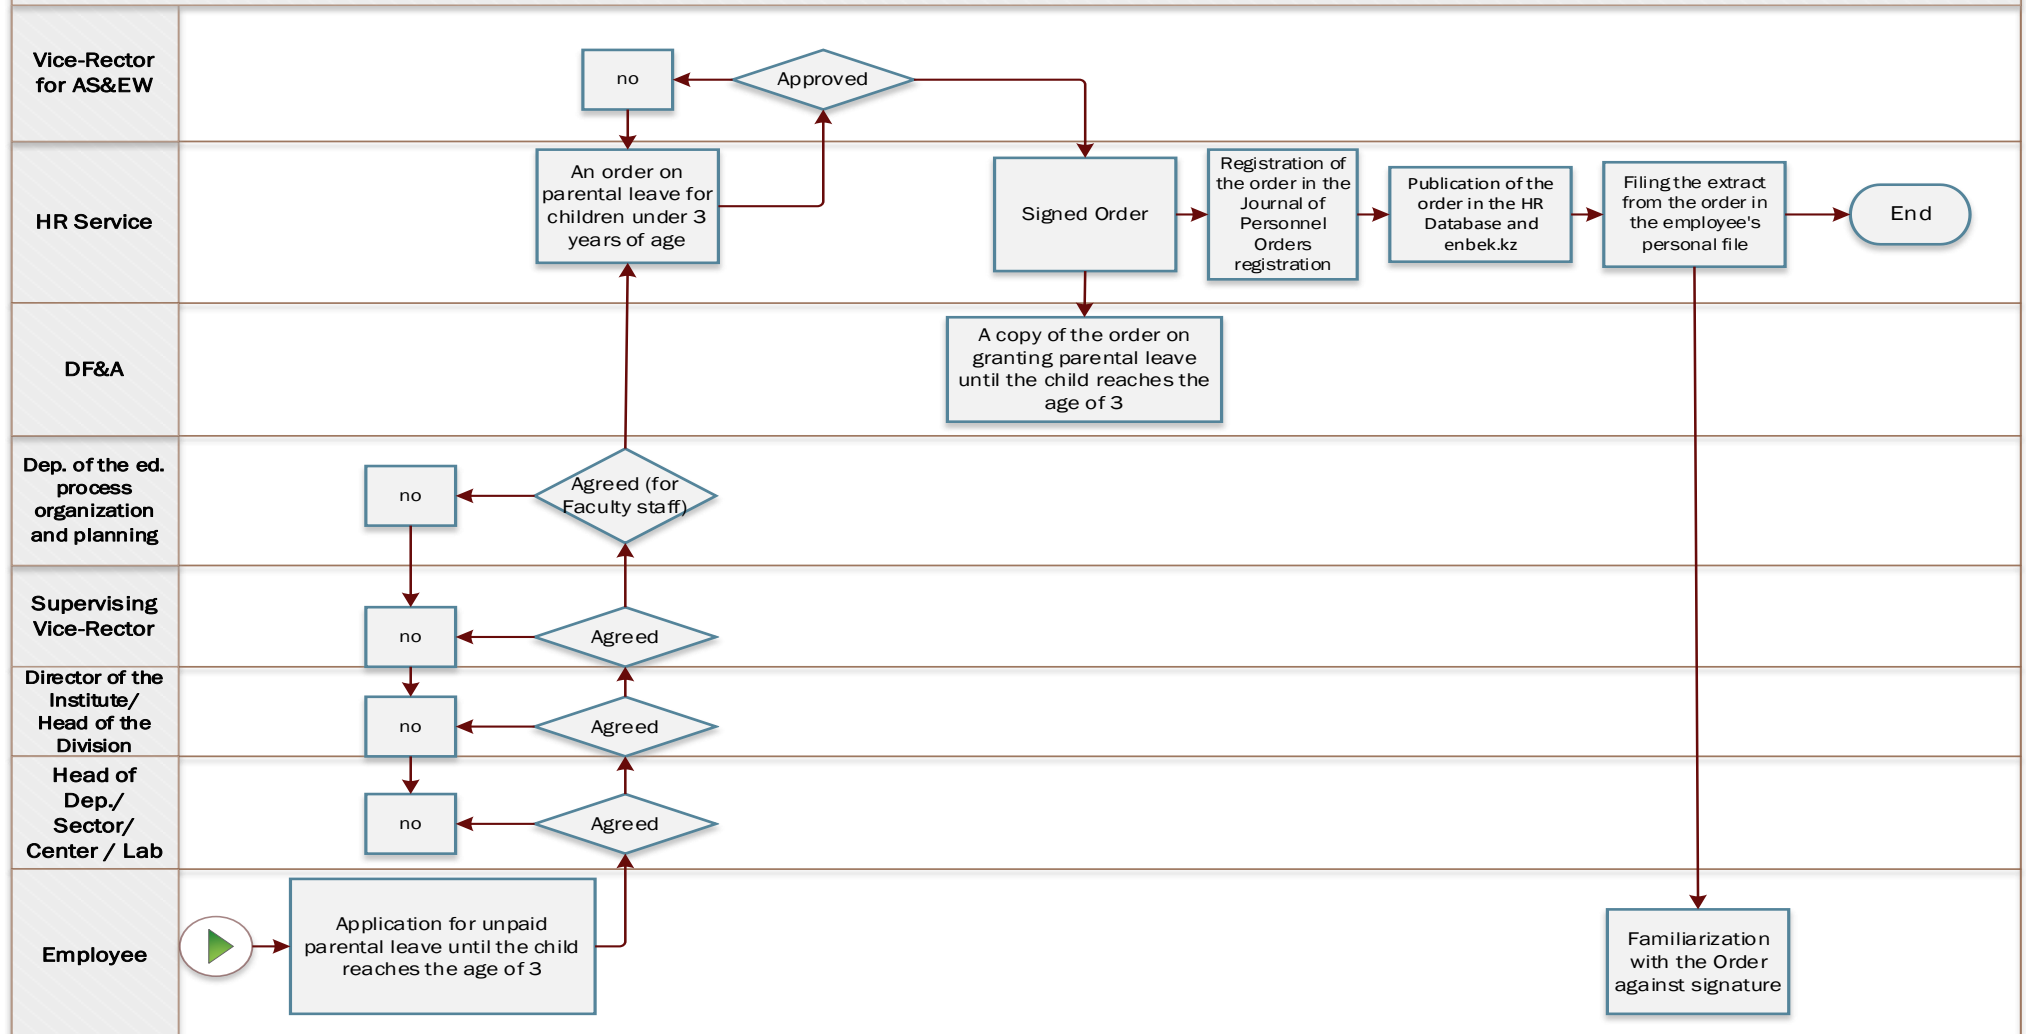 Vice-Rector
for AS&EW
no
Approved
HR Service
An order on
parental leave for
children under 3
years of age
Signed Order
Registration of
the order in the
Journal of
Personnel
Orders
registration
Publication of the
order in the HR
Database and
enbek.kz
Filing the extract
from the order in
the employee's
personal file
End
DF&A
A copy of the order on
granting parental leave
until the child reaches the
age of 3
Dep. of the ed.
process
organization
and planning
no
Agreed (for
Faculty staff)
Supervising
Vice-Rector
no
Agreed
Director of the
Institute/
Head of the
Division
no
Agreed
Head of
Dep./
Sector/
Center / Lab
no
Agreed
Employee
Application for unpaid
parental leave until the child
reaches the age of 3
Familiarization
with the Order
against signature